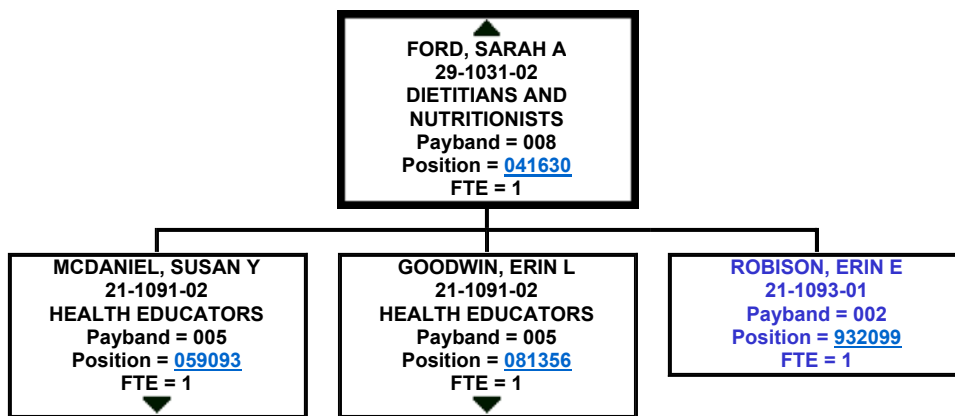 FORD, SARAH A
29-1031-02
DIETITIANS AND
NUTRITIONISTS
Payband = 008
Position = 041630
FTE = 1
MCDANIEL, SUSAN Y
21-1091-02
HEALTH EDUCATORS
Payband = 005
Position = 059093
FTE = 1
GOODWIN, ERIN L
21-1091-02
HEALTH EDUCATORS
Payband = 005
Position = 081356
FTE = 1
ROBISON, ERIN E
21-1093-01
Payband = 002
Position = 932099
FTE = 1